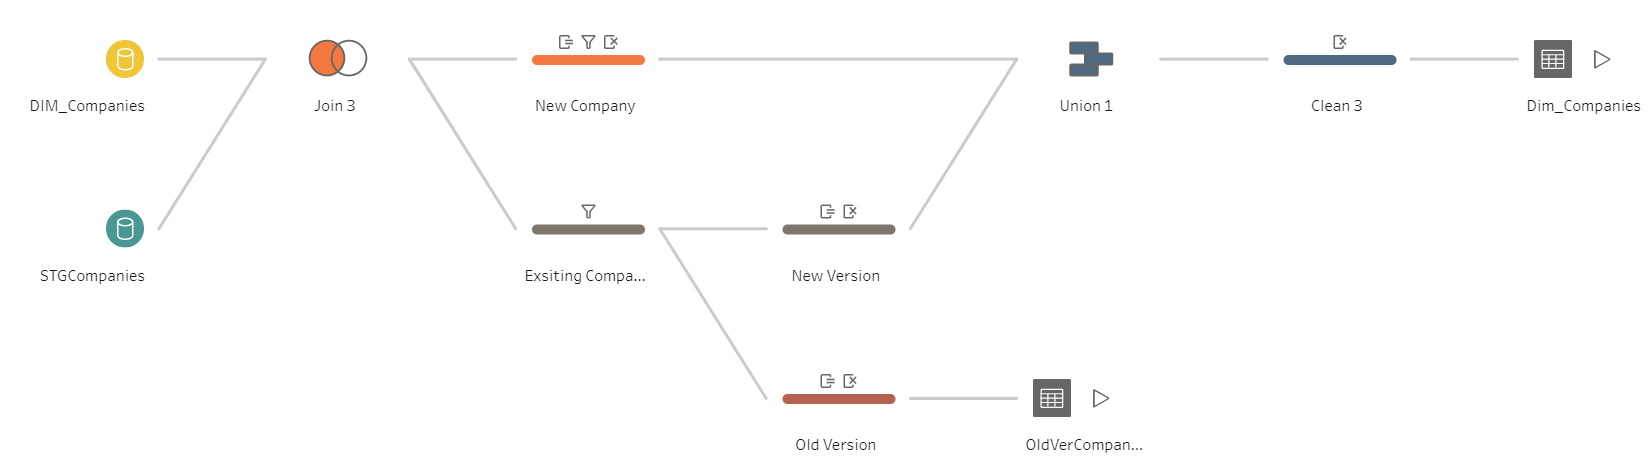 DIM_Companies
Join 3
New Company
Union 1
Clean 3
Dim_Companies
STGCompanies
Exsiting Compa...
New Version
Old Version
OldVerCompan...